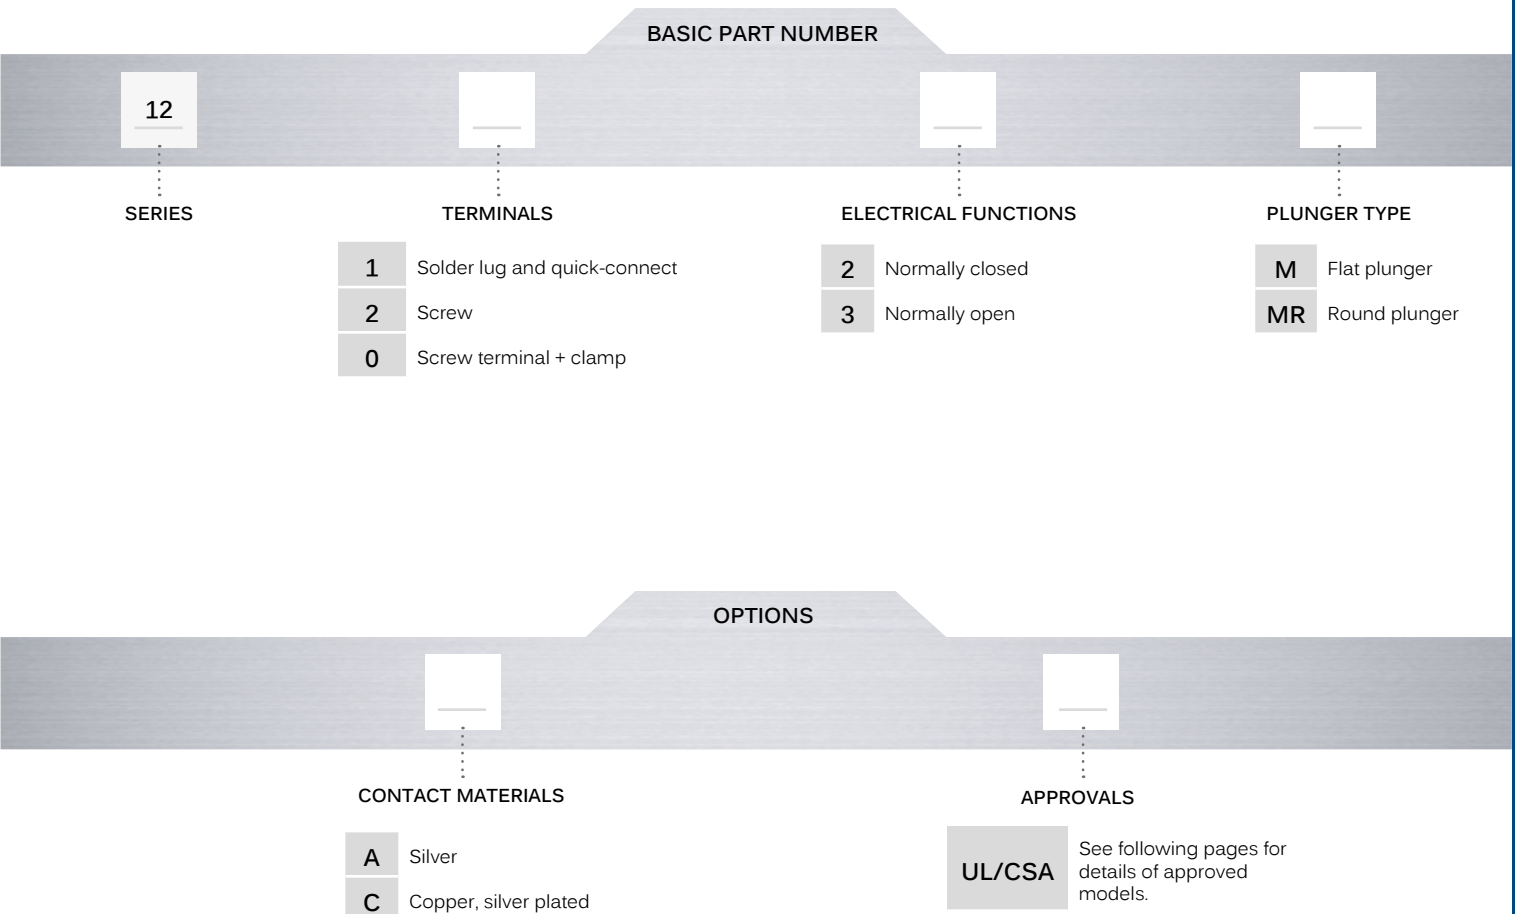 BASIC PART NUMBER
12
SERIES
TERMINALS
1 Solder lug and quick-connect
2 Screw
0 Screw terminal + clamp
ELECTRICAL FUNCTIONS
2 Normally closed
3 Normally open
PLUNGER TYPE
M Flat plunger
MR Round plunger
OPTIONS
CONTACT MATERIALS
A Silver
C Copper, silver plated
APPROVALS
UL/CSA
See following pages for
details of approved
models.